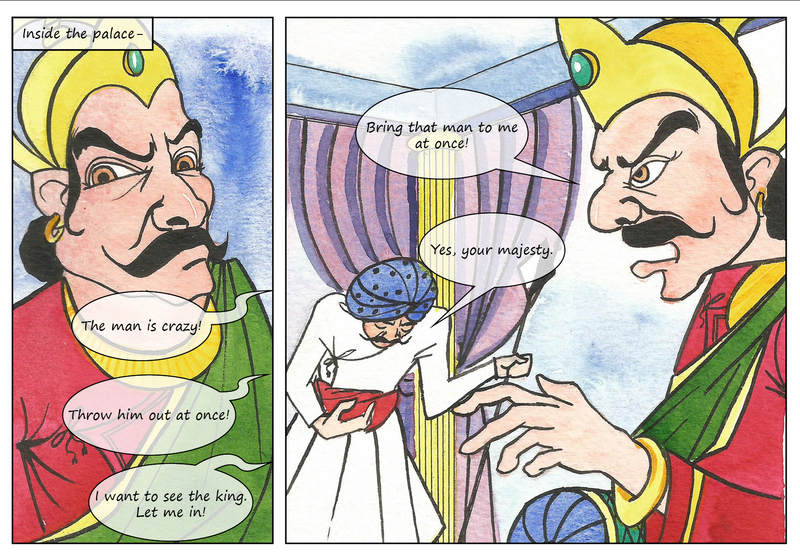 Inside the palace-
The man is crazy!
Throw him out at once!
I want to see the king.
Let me in!
Bring that man to me
at once!
Yes, your majesty.